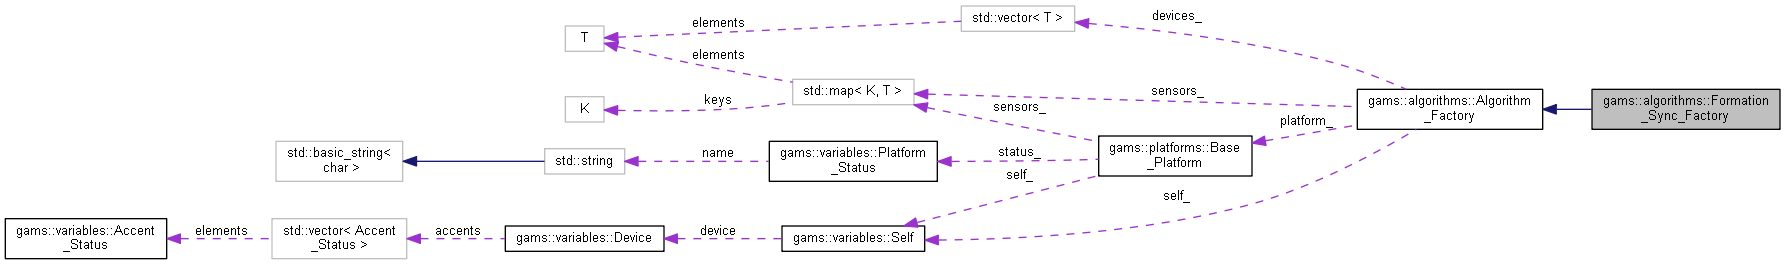 elements
std::vector< T >
devices_
T
elements
K
keys
std::map< K, T >
sensors_
sensors_
platform_
gams::algorithms::Algorithm
_Factory
gams::algorithms::Formation
_Sync_Factory
std::basic_string<
char >
std::string
name
gams::variables::Platform
_Status
status_
self_
gams::platforms::Base
_Platform
self_
gams::variables::Accent
_Status
elements
std::vector< Accent
_Status >
accents
gams::variables::Device
device
gams::variables::Self